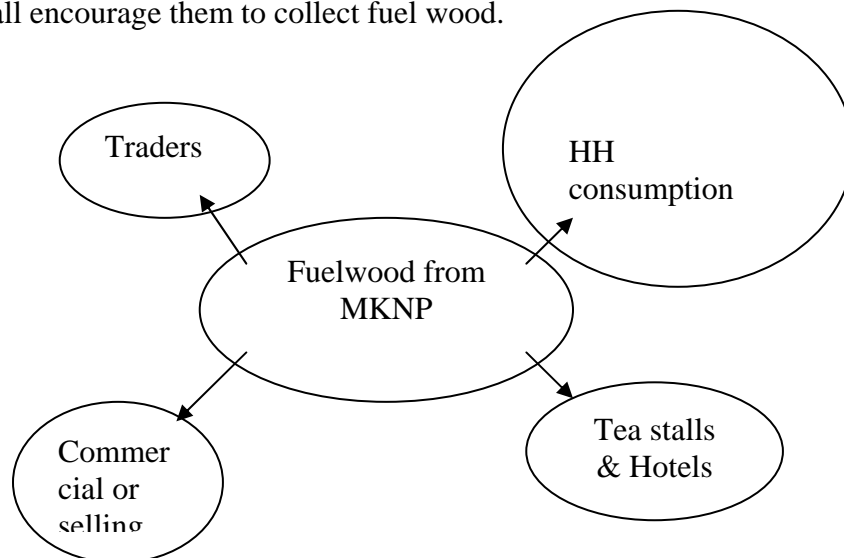 all encourage them to collect fuel wood.
Traders
HH
consumption
Fuelwood from
MKNP
Tea stalls
& Hotels
Commer
cial or
selling